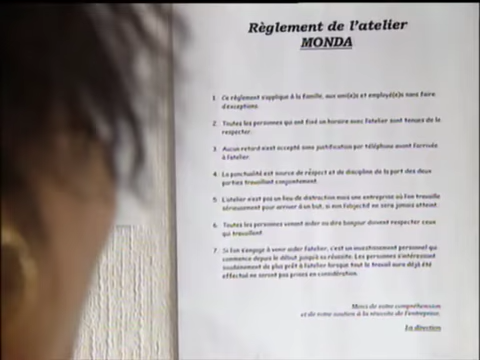 Règlement de l'atelier
MONDA
1. Ce règlement s'applique à la famille, aux ami(e)s et employé(e)s sans faire
d'exceptions.
2. Toutes les personnes qui ont fixé un horaire avec l'atelier sont tenues de le
respecter.
3. Aucun retard n'est accepté sans justification par téléphone avant l'arrivée
à l'atelier.
4. La ponctualité est source de respect et de discipline de la part des deux
parties travaillant conjointement.
5. L'atelier n'est pas un lieu de distraction mais une entreprise où l'on travaille
sérieusement pour arriver à un but, si non l'objectif ne sera jamais atteint.
6. Toutes les personnes venant aider ou dire bonjour doivent respecter ceux
qui travaillent.
7. Si l'on s'engage à venir aider l'atelier, c'est un investissement personnel qui
commence depuis le début jusqu'à sa réussite. Les personnes s'intéressant
soudainement de plus prêt à l'atelier lorsque tout le travail aura déjà été
effectué ne seront pas prises en considération.
Merci de votre compréhension
et de votre soutien à la réussite de l'entreprise.
La direction